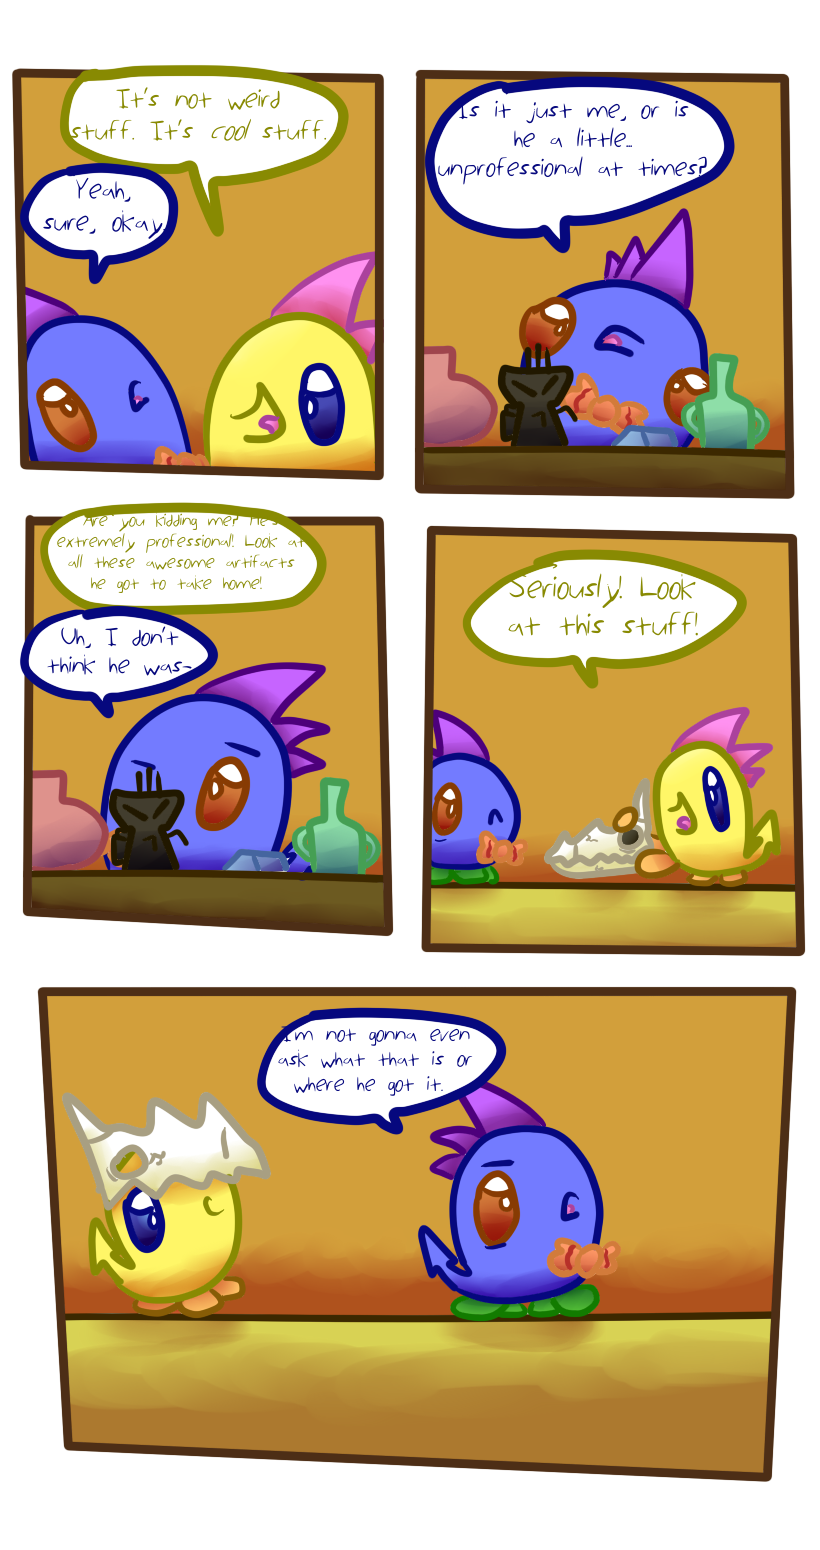 It's not weird
stuff. It's cool stuff.
Yeah,
sure, okay.
Is it just me, or is
he a little..
unprofessional at times?
Are you kidding me? He's
extremely professional! Look at
all these awesome artifacts
he got to take home!
Uh, I don't
think he was-
Seriously! Look
at this stuff!
I'm not gonna even
ask what that is or
where he got it.